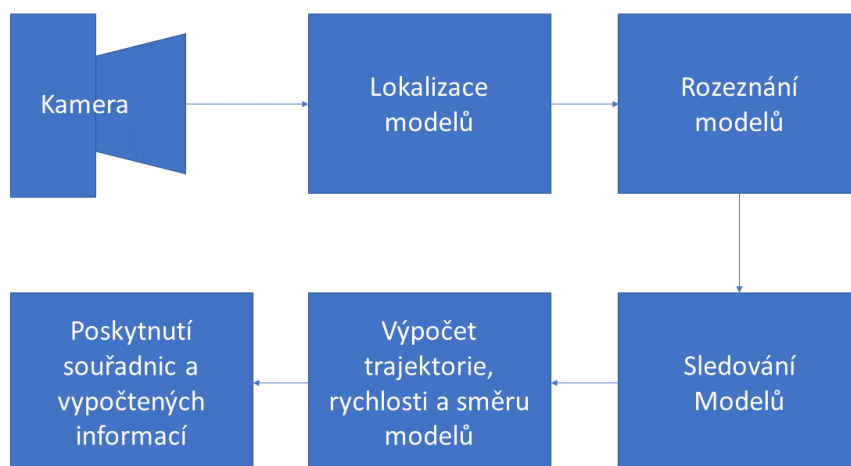 Kamera
Lokalizace
modelů
Rozeznání
modelů
Sledování
Modelů
Výpočet
trajektorie,
rychlosti a směru
modelů
Poskytnutí
souřadnic a
vypočtených
informací